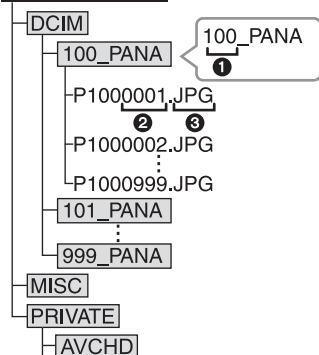 DCIM
100_PANA
100_PANA
❶
P1000001.JPG
❷ ❸
P1000002.JPG
P1000999.JPG
101_PANA
999_PANA
MISC
PRIVATE
AVCHD